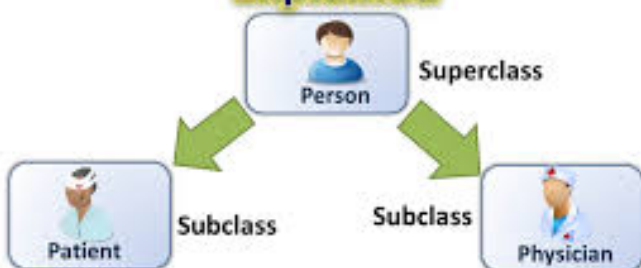 Person
Superclass
Subclass
Subclass
Patient
Physician